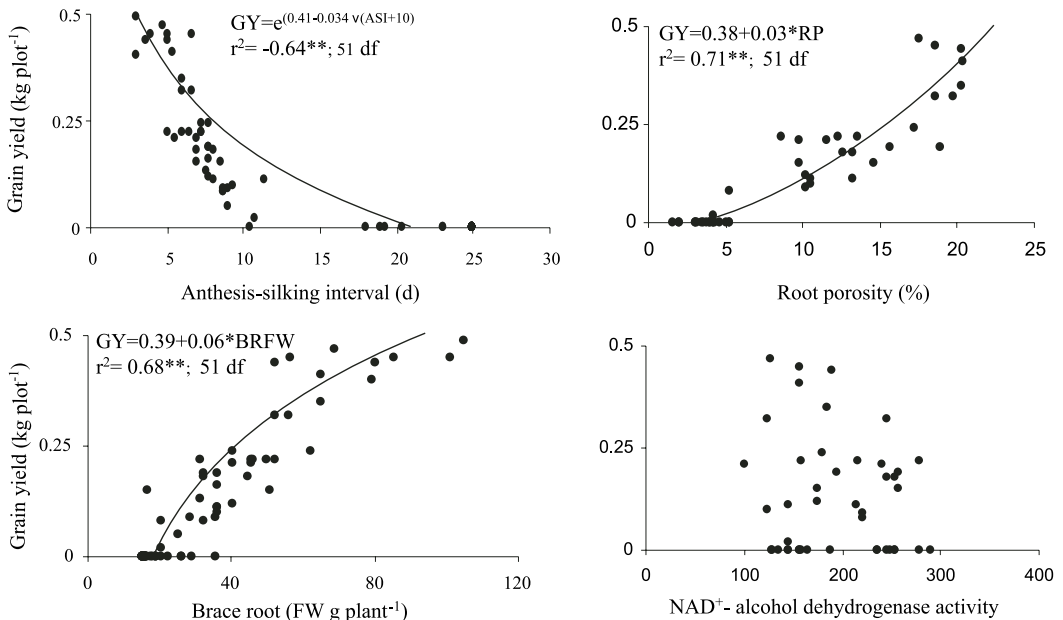 GY=e(0.41-0.034 √(ASI+10)
r2= -0.64**; 51 df
Grain yield (kg plot-1)
0.5
0.25
0
0 5 10 15 20 25 30
Anthesis-silking interval (d)
GY=0.38+0.03*RP
r2= 0.71**; 51 df
0.5
0.25
0
0 5 10 15 20 25
Root porosity (%)
GY=0.39+0.06*BRFW
r2= 0.68**; 51 df
Grain yield (kg plot-1)
0.5
0.25
0
0 40 80 120
Brace root (FW g plant-1)
0.5
0.25
0
0 100 200 300 400
NAD+- alcohol dehydrogenase activity